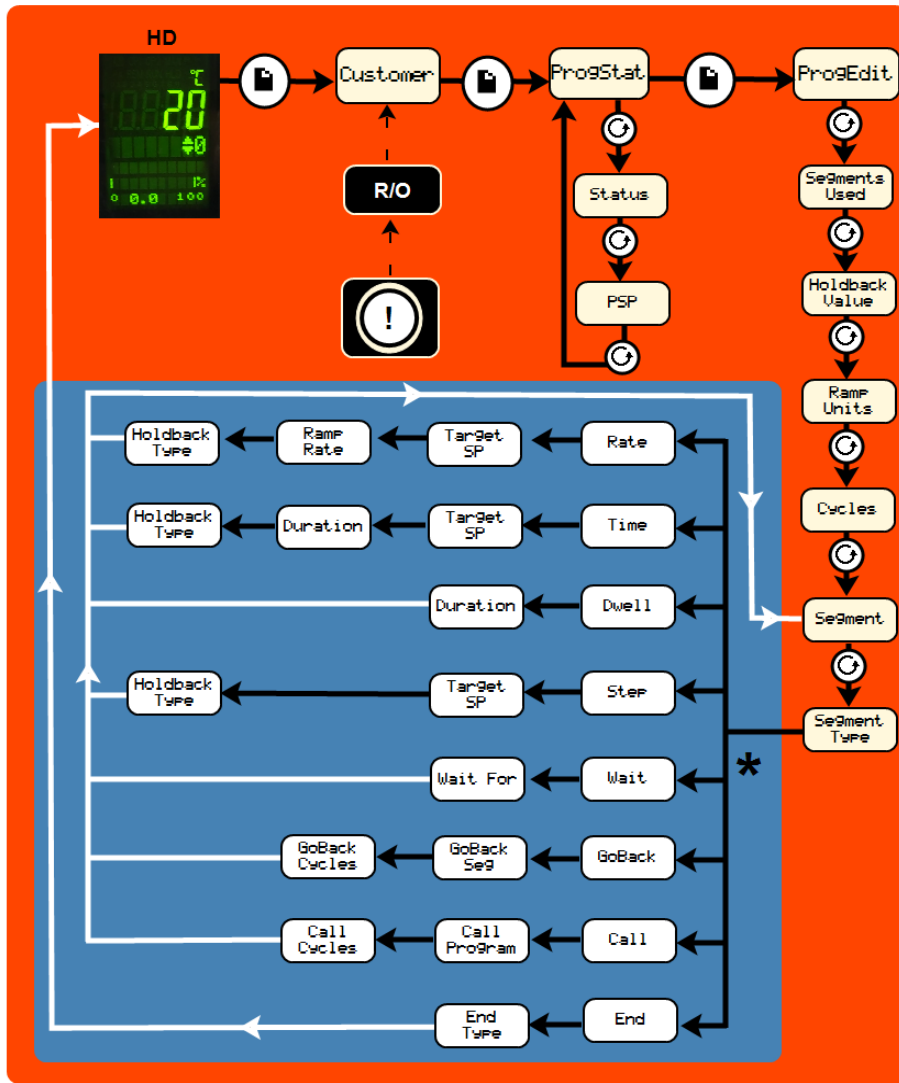 HD
°C
20
0
1 1%
0 0.0 100
Customer
ProgStat
ProgEdit
R/O
!
Status
PSP
Segments
Used
Holdback
Value
Ramp
Units
Cycles
Segment
Segment
Type
*
Holdback
Type
Ramp
Rate
Target
SP
Rate
Holdback
Type
Duration
Target
SP
Time
Duration
Dwell
Holdback
Type
Target
SP
Step
Wait For
Wait
GoBack
Cycles
GoBack
Seg
GoBack
Call
Cycles
Call
Program
Call
End
Type
End